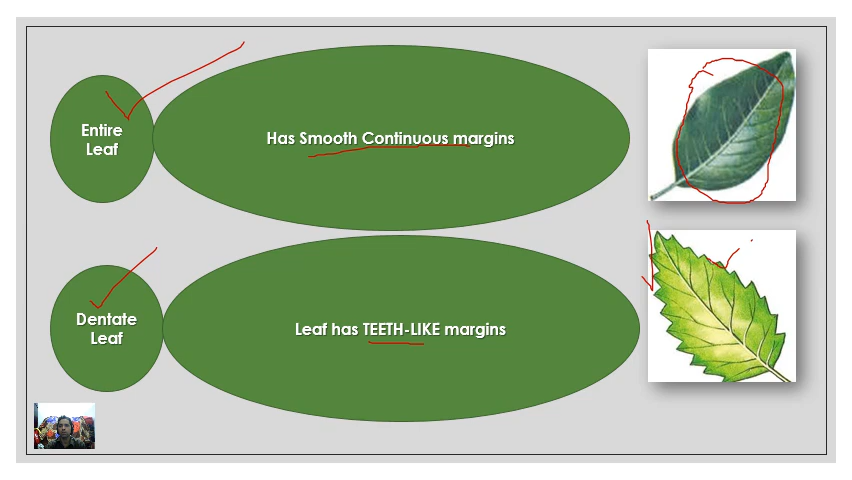 Entire
Leaf
Has Smooth Continuous margins
Dentate
Leaf
Leaf has TEETH-LIKE margins